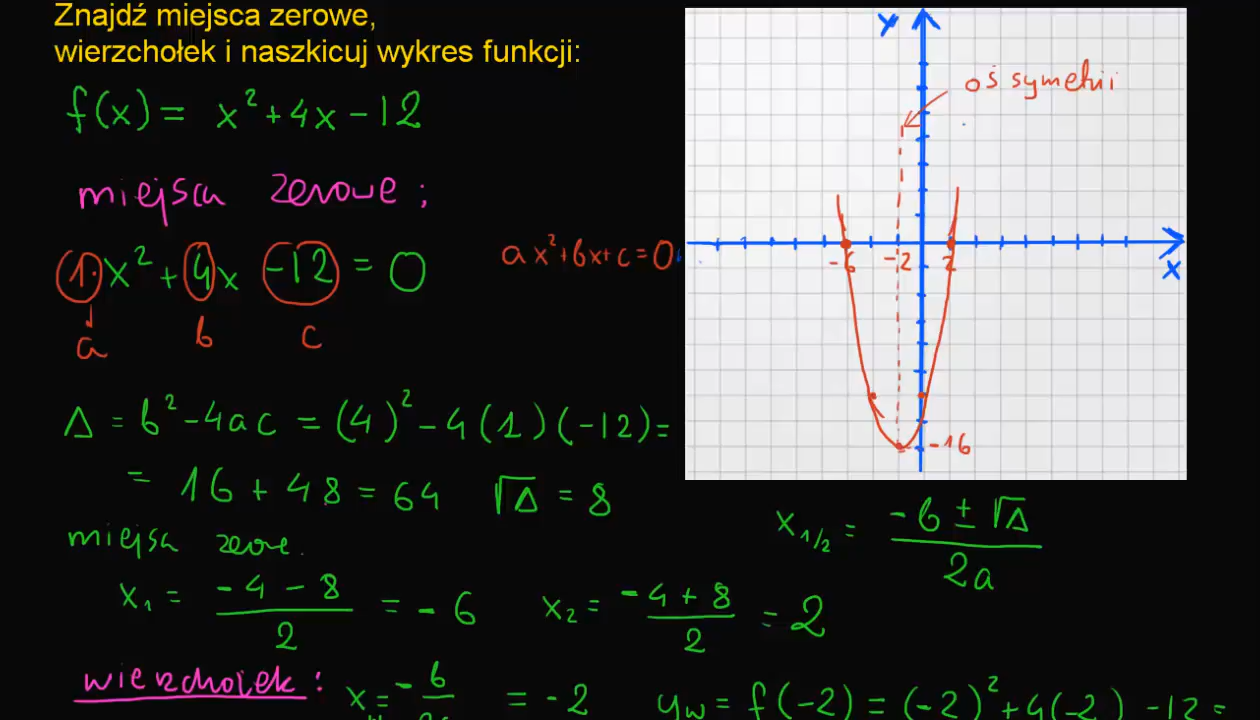 Znajdź miejsca zerowe,
wierzchołek i naszkicuj wykres funkcji:
f(x) = x² + 4x - 12
miejsca zerowe;
1·x² + 4x -12 = 0
ax²+bx+c=0
a b c
Δ = b² - 4ac = (4)² - 4(1)(-12) =
= 16 + 48 = 64 √Δ = 8
miejsa zerowe.
x₁ = (-4 - 8)/2 = -6 x₂ = (-4 + 8)/2 = 2
x₁/₂ = (-b ± √Δ)/2a
wierzchołek:
x = -b/2a = -2 yw = f(-2) = (-2)² + 4(-2) - 12 =
y
oś symetrii
-6 -2 2
x
-16